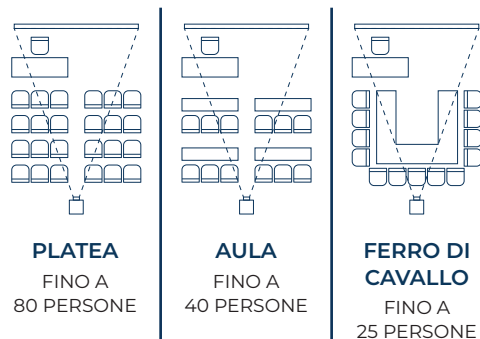 PLATEA
FINO A
80 PERSONE
AULA
FINO A
40 PERSONE
FERRO DI
CAVALLO
FINO A
25 PERSONE